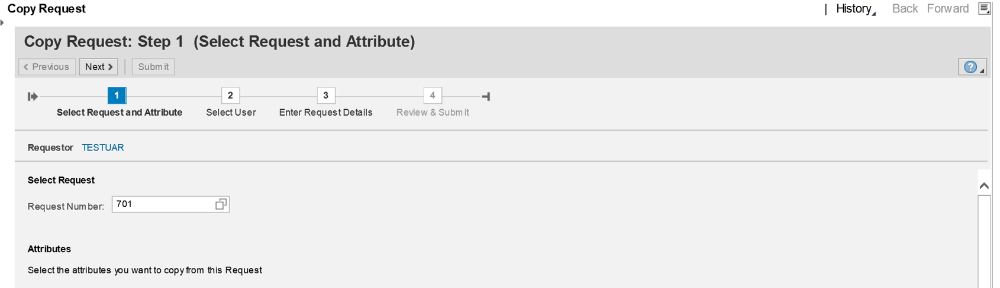 Copy Request
History Back Forward
Copy Request: Step 1 (Select Request and Attribute)
Previous Next Submit
?
1 2 3 4
Select Request and Attribute Select User Enter Request Details Review & Submit
Requestor TESTUAR
Select Request
Request Number: 701
Attributes
Select the attributes you want to copy from this Request